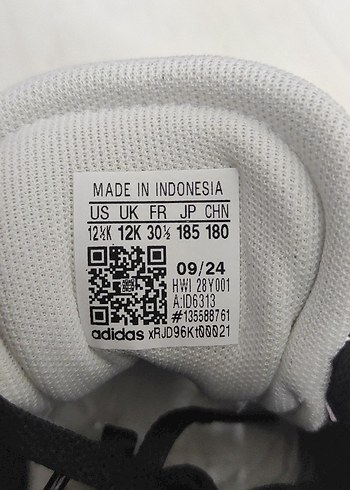 MADE IN INDONESIA
US UK FR JP CHN
12½K 12K 30½ 185 180
09/24
HWI 28Y001
A:ID6313
#135588761
adidas xRJD96Kt00021